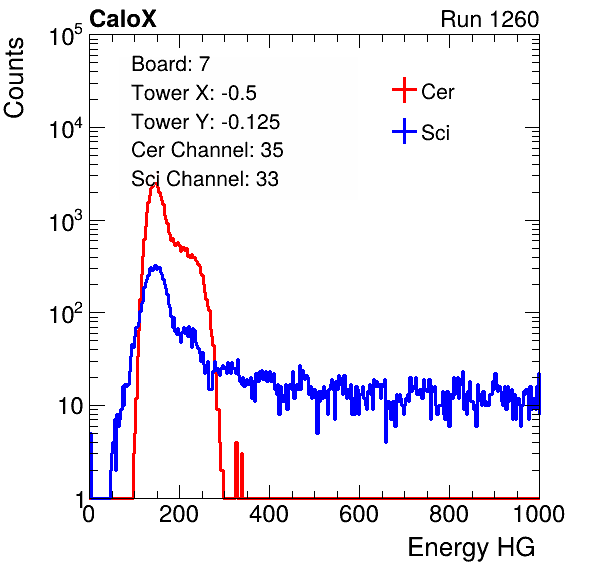 CaloX Run 1260
Counts
10^5
10^4
10^3
10^2
10
1
Board: 7
Tower X: -0.5
Tower Y: -0.125
Cer Channel: 35
Sci Channel: 33
Cer
Sci
0 200 400 600 800 1000
Energy HG